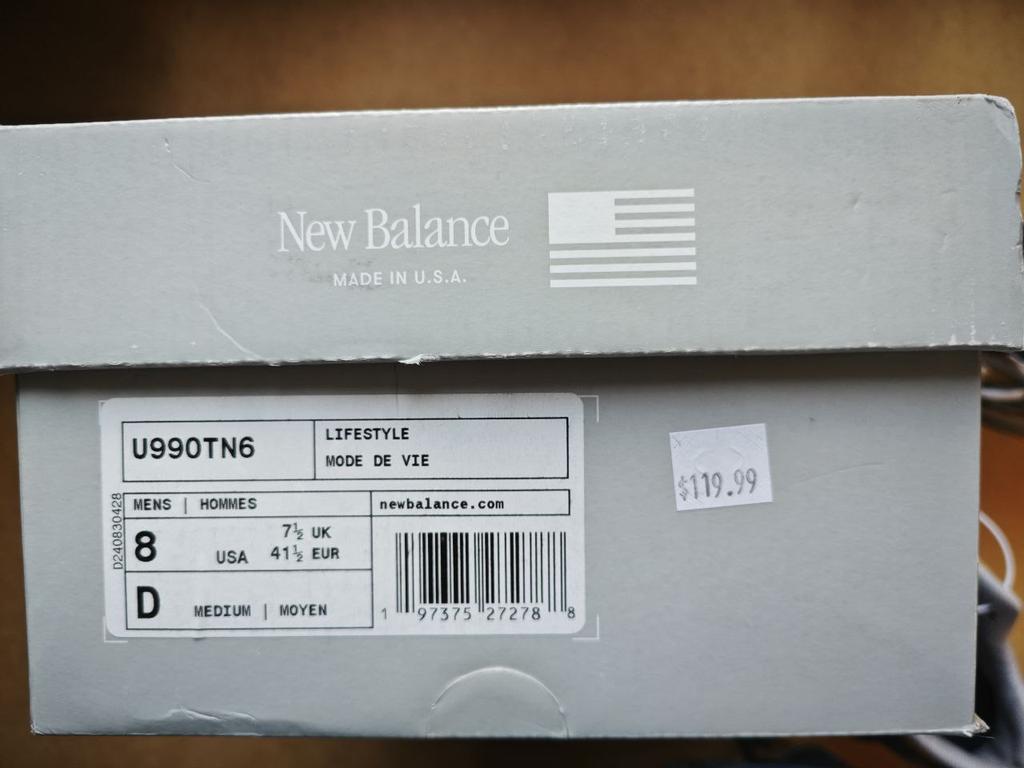 New Balance
MADE IN U.S.A.
U990TN6
LIFESTYLE
MODE DE VIE
MENS | HOMMES
newbalance.com
D240830428
8 USA 7½ UK
41½ EUR
D MEDIUM | MOYEN
1 97375 27278 8
$119.99